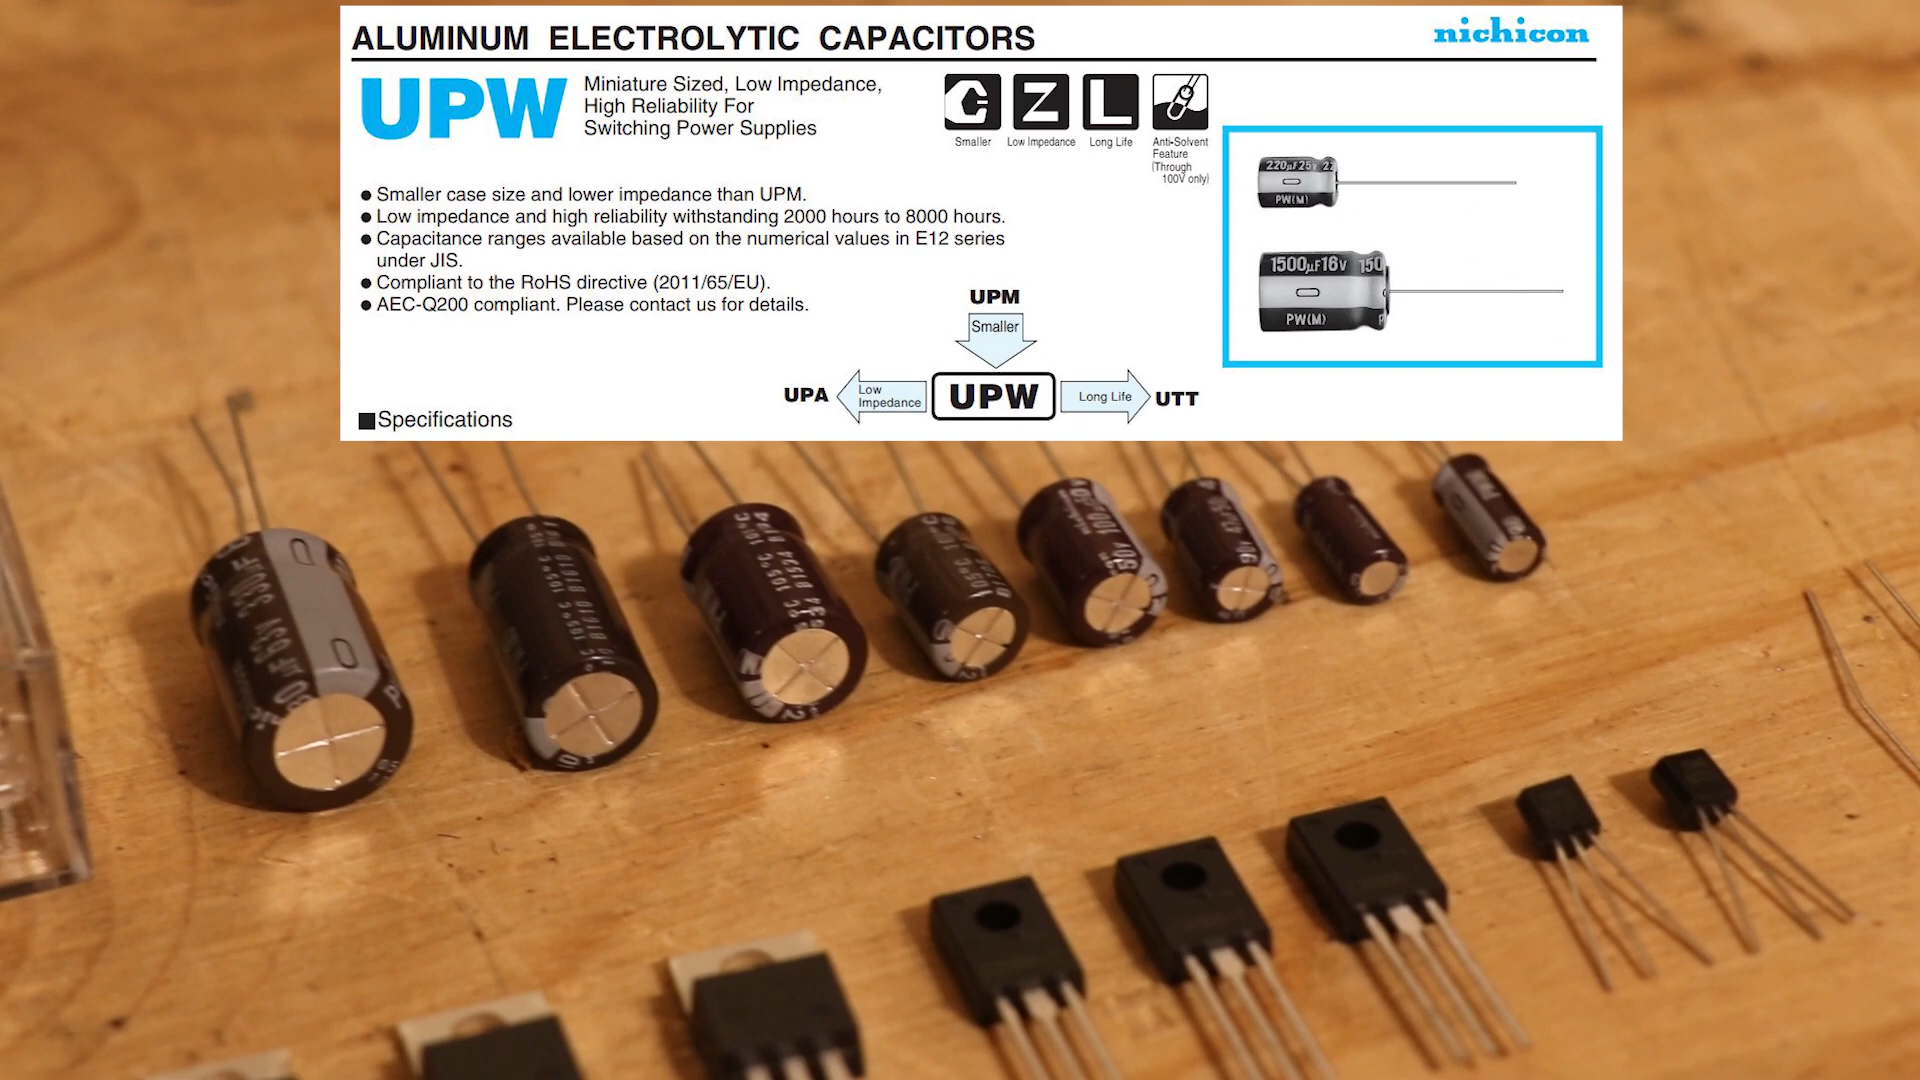 ALUMINUM ELECTROLYTIC CAPACITORS
nichicon
UPW
Miniature Sized, Low Impedance,
High Reliability For
Switching Power Supplies
Smaller
Low Impedance
Long Life
Anti-Solvent
Feature
(Through
100V only)
● Smaller case size and lower impedance than UPM.
● Low impedance and high reliability withstanding 2000 hours to 8000 hours.
● Capacitance ranges available based on the numerical values in E12 series
under JIS.
● Compliant to the RoHS directive (2011/65/EU).
● AEC-Q200 compliant. Please contact us for details.
220µF25V
PW(M)
1500µF16V 150
PW(M)
UPM
Smaller
UPA
Low
Impedance
UPW
Long Life
UTT
■Specifications
105°C